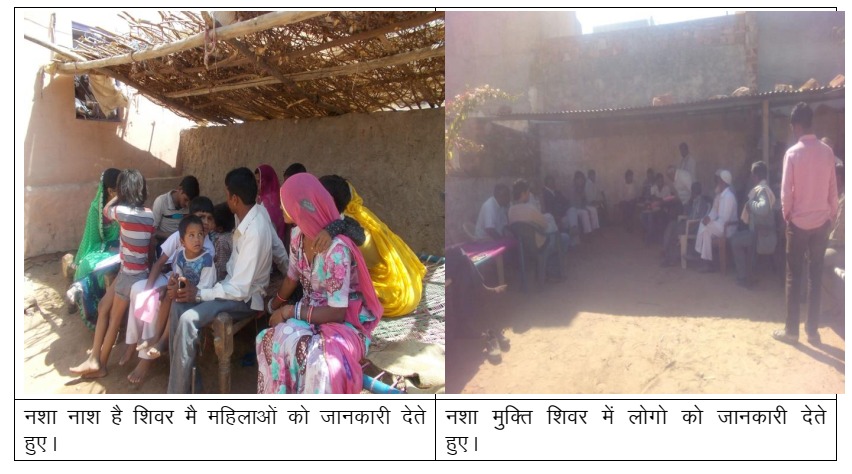 नशा नाश है शिवर मै महिलाओं को जानकारी देते
हुए।
नशा मुक्ति शिवर में लोगो को जानकारी देते
हुए।